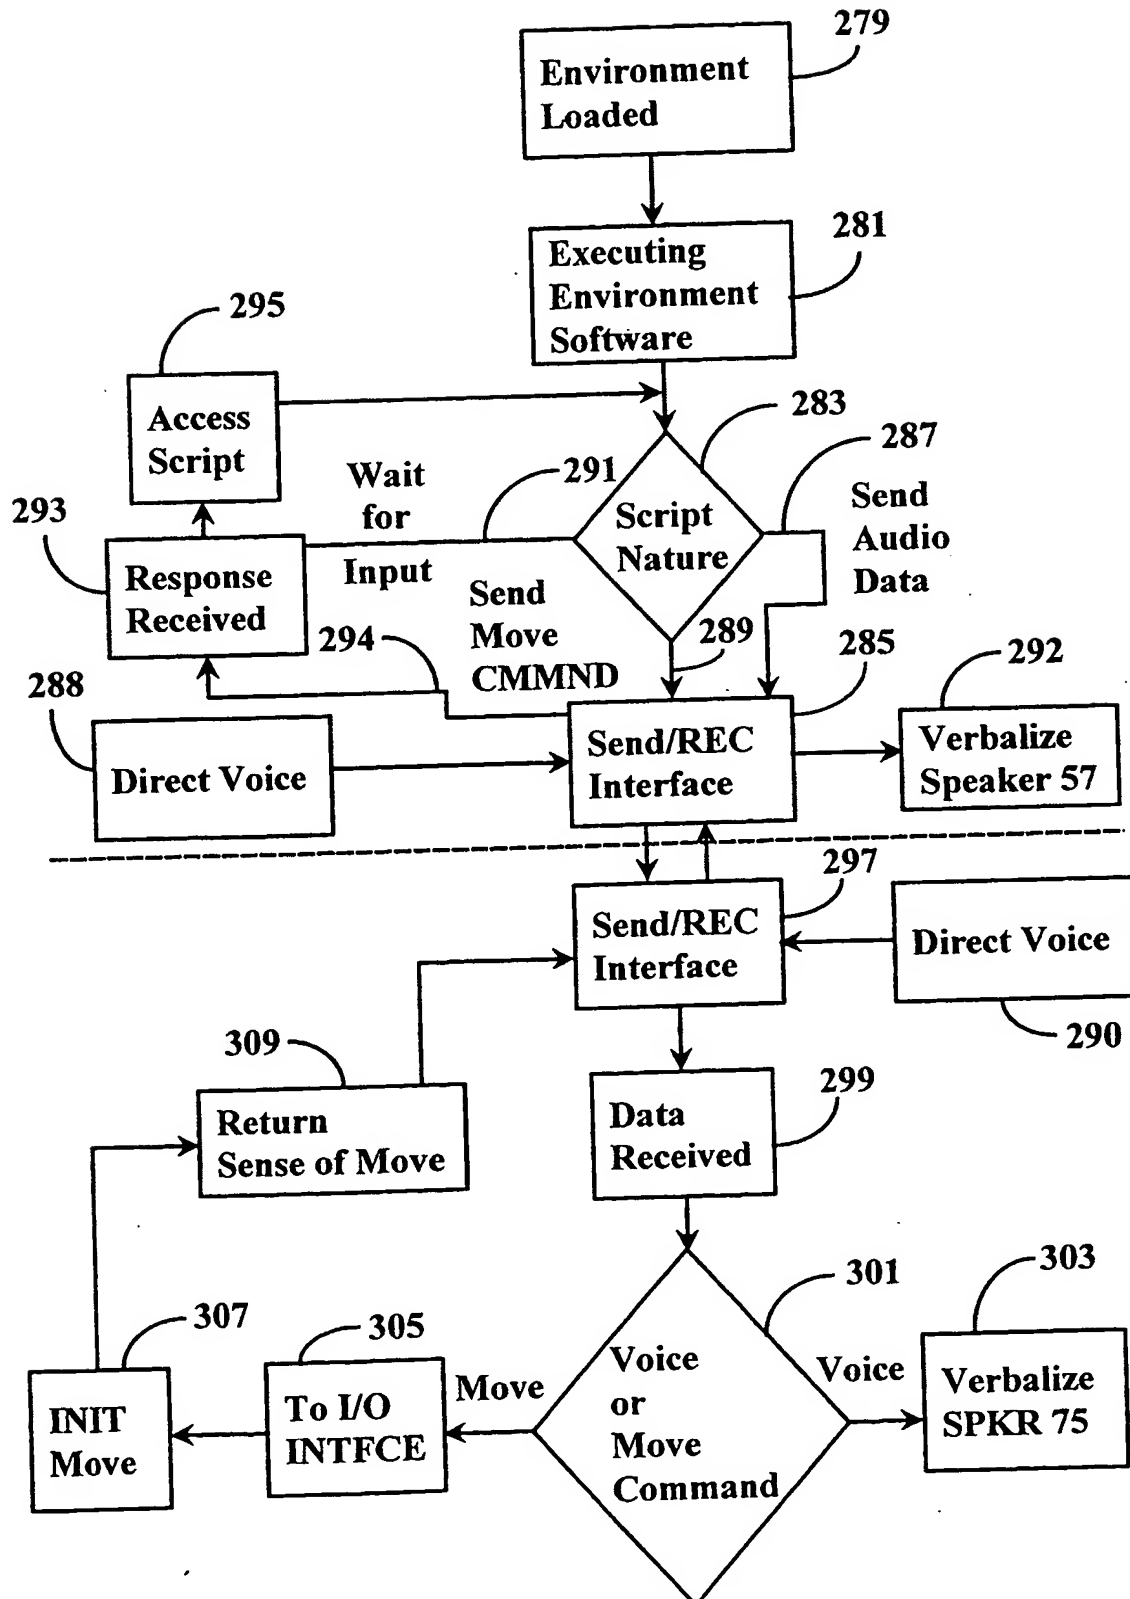 279
Environment
Loaded
281
Executing
Environment
Software
295
Access
Script
283
287
Send
Audio
Data
291
Wait
for
Input
Script
Nature
293
Response
Received
Send
Move
CMMND
294
289
285
292
288
Direct Voice
Send/REC
Interface
Verbalize
Speaker 57
297
Send/REC
Interface
Direct Voice
290
309
Return
Sense of Move
299
Data
Received
301
303
307
305
INIT
Move
To I/O
INTFCE
Move
Voice
or
Move
Command
Voice
Verbalize
SPKR 75